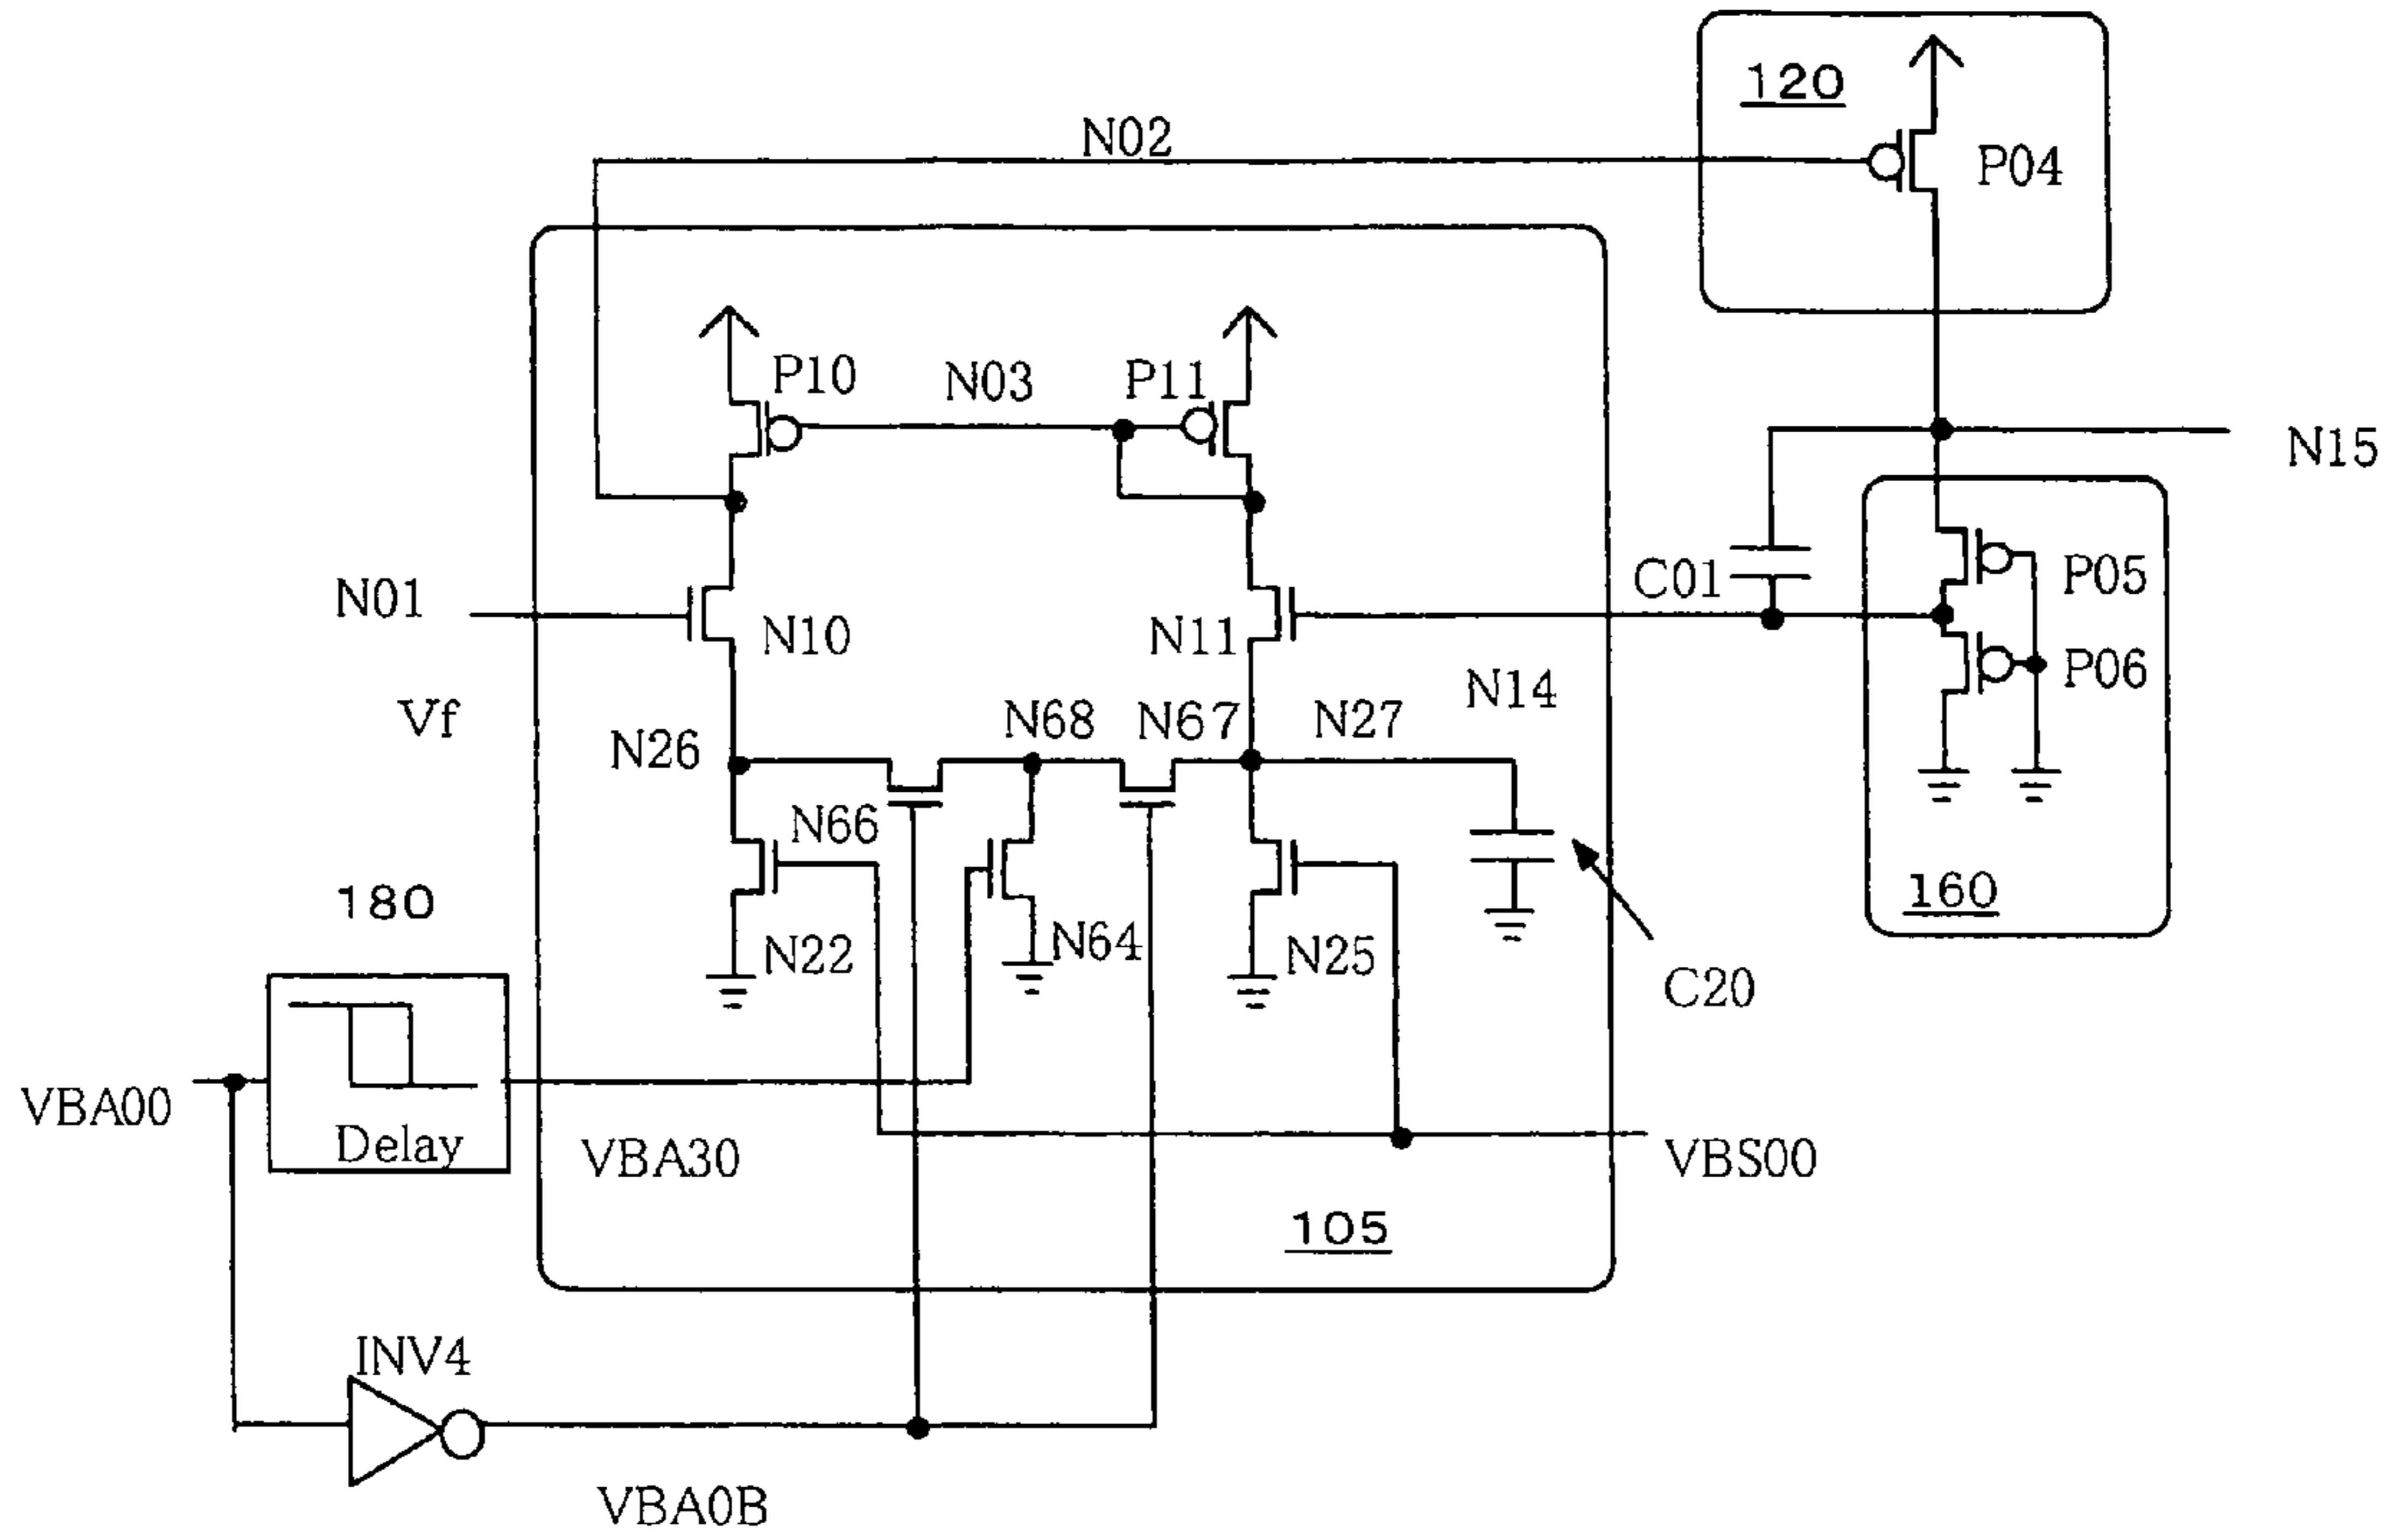 120
N02
P04
P10
N03
P11
N15
N01
N10
N11
C01
P05
P06
Vf
N26
N68
N67
N27
N14
N66
180
N22
N64
N25
160
C20
VBA00
Delay
VBA30
VBS00
105
INV4
VBA0B